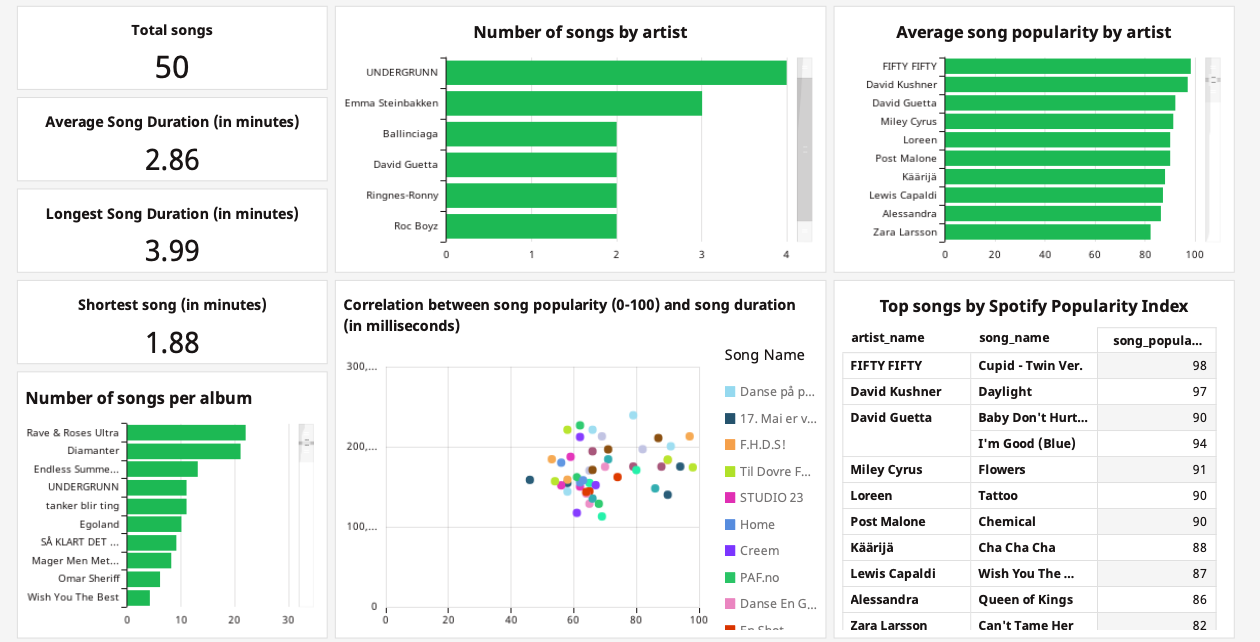 Total songs
50
Average Song Duration (in minutes)
2.86
Longest Song Duration (in minutes)
3.99
Shortest song (in minutes)
1.88
Number of songs per album
Rave & Roses Ultra
Diamanter
Endless Summe...
UNDERGRUNN
tanker blir ting
Egoland
SÅ KLART DET ...
Mager Men Met...
Omar Sheriff
Wish You The Best
0 10 20 30
Number of songs by artist
UNDERGRUNN
Emma Steinbakken
Ballinciaga
David Guetta
Ringnes-Ronny
Roc Boyz
0 1 2 3 4
Correlation between song popularity (0-100) and song duration
(in milliseconds)
300,...
200,...
100,...
0
0 20 40 60 80 100
Song Name
Danse på p...
17. Mai er v...
F.H.D.S!
Til Dovre F...
STUDIO 23
Home
Creem
PAF.no
Danse En G...
En Shot
Average song popularity by artist
FIFTY FIFTY
David Kushner
David Guetta
Miley Cyrus
Loreen
Post Malone
Käärijä
Lewis Capaldi
Alessandra
Zara Larsson
0 20 40 60 80 100
Top songs by Spotify Popularity Index
artist_name song_name song_popula...
FIFTY FIFTY Cupid - Twin Ver. 98
David Kushner Daylight 97
David Guetta Baby Don't Hurt... 90
I'm Good (Blue) 94
Miley Cyrus Flowers 91
Loreen Tattoo 90
Post Malone Chemical 90
Käärijä Cha Cha Cha 88
Lewis Capaldi Wish You The ... 87
Alessandra Queen of Kings 86
Zara Larsson Can't Tame Her 82